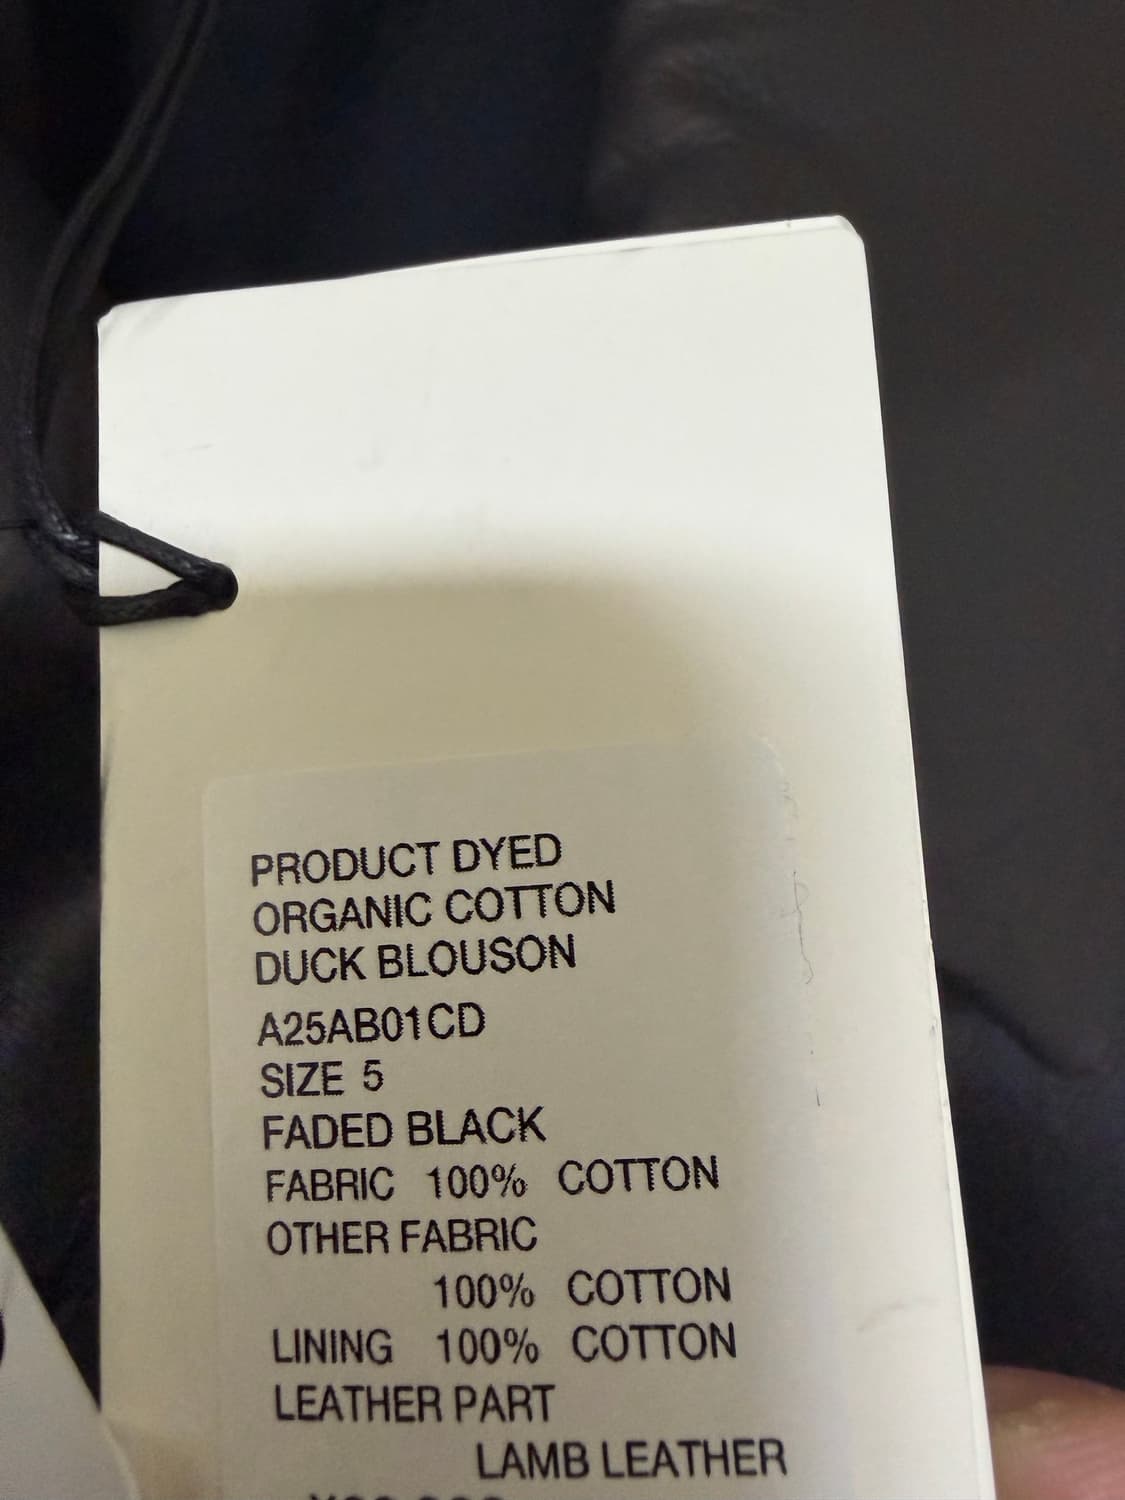 PRODUCT DYED
ORGANIC COTTON
DUCK BLOUSON
A25AB01CD
SIZE 5
FADED BLACK
FABRIC 100% COTTON
OTHER FABRIC
100% COTTON
LINING 100% COTTON
LEATHER PART
LAMB LEATHER